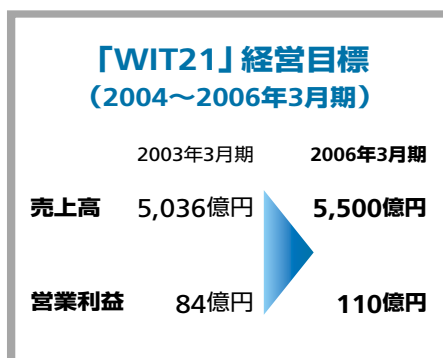 「WIT21」経営目標
（2004～2006年3月期）
2003年3月期 2006年3月期
売上高 5,036億円 5,500億円
営業利益 84億円 110億円